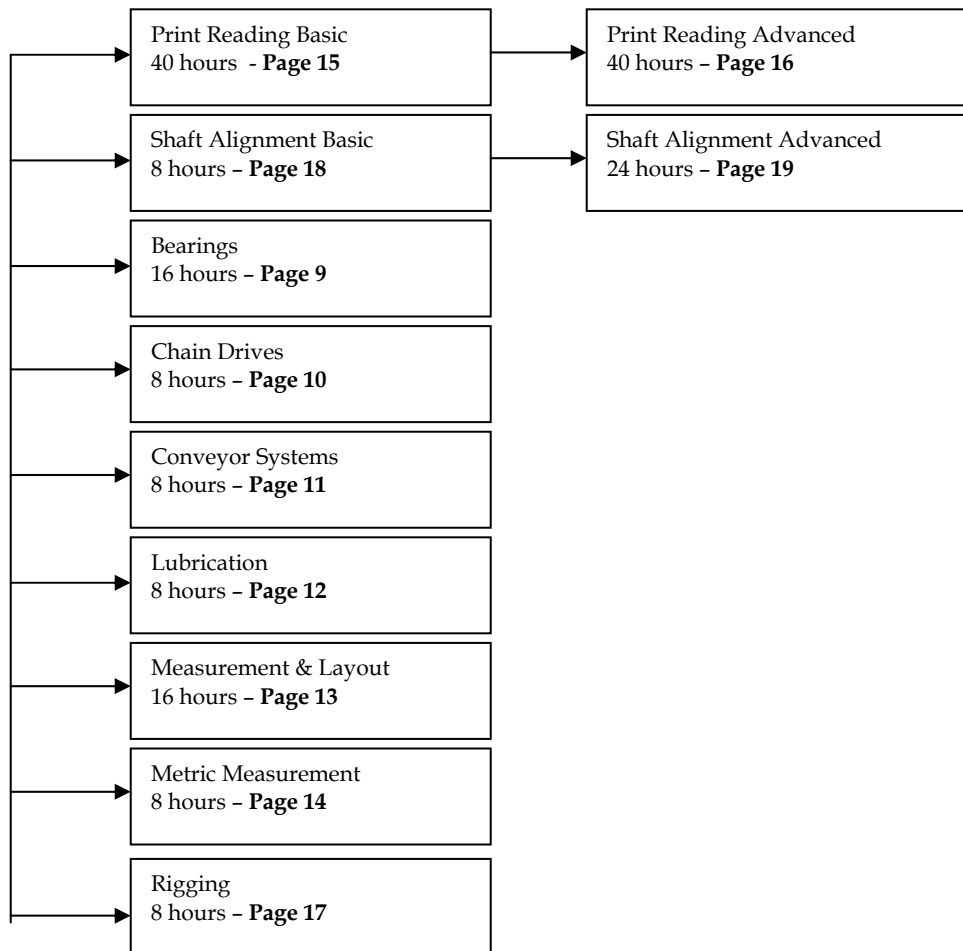 Print Reading Basic
40 hours - Page 15
Print Reading Advanced
40 hours – Page 16
Shaft Alignment Basic
8 hours – Page 18
Shaft Alignment Advanced
24 hours – Page 19
Bearings
16 hours – Page 9
Chain Drives
8 hours – Page 10
Conveyor Systems
8 hours – Page 11
Lubrication
8 hours – Page 12
Measurement & Layout
16 hours – Page 13
Metric Measurement
8 hours – Page 14
Rigging
8 hours – Page 17